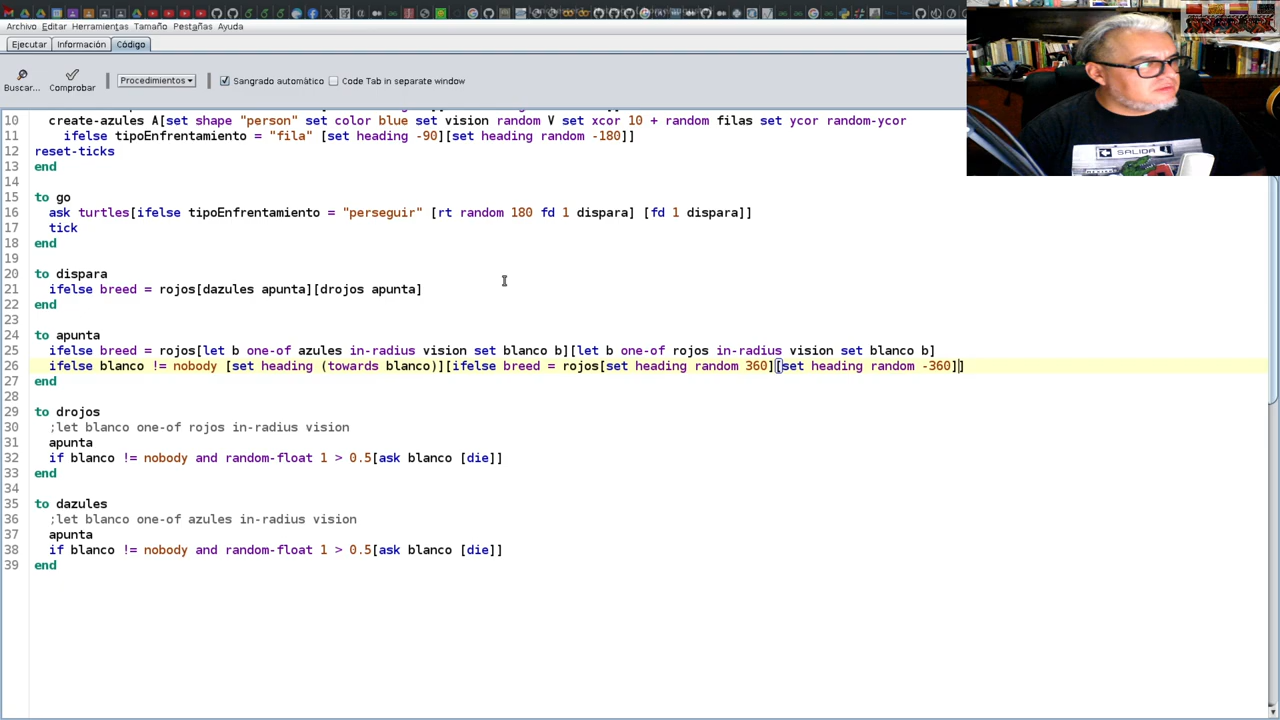 Archivo Editar Herramientas Tamaño Pestañas Ayuda
Ejecutar Información Código
Buscar... Comprobar Procedimientos Sangrado automático Code Tab in separate window
10 create-azules A[set shape "person" set color blue set vision random V set xcor 10 + random filas set ycor random-ycor
11 ifelse tipoEnfrentamiento = "fila" [set heading -90][set heading random -180]]
12 reset-ticks
13 end
14
15 to go
16 ask turtles[ifelse tipoEnfrentamiento = "perseguir" [rt random 180 fd 1 dispara] [fd 1 dispara]]
17 tick
18 end
19
20 to dispara
21 ifelse breed = rojos[dazules apunta][drojos apunta]
22 end
23
24 to apunta
25 ifelse breed = rojos[let b one-of azules in-radius vision set blanco b][let b one-of rojos in-radius vision set blanco b]
26 ifelse blanco != nobody [set heading (towards blanco)][ifelse breed = rojos[set heading random 360][set heading random -360]]
27 end
28
29 to drojos
30 ;let blanco one-of rojos in-radius vision
31 apunta
32 if blanco != nobody and random-float 1 > 0.5[ask blanco [die]]
33 end
34
35 to dazules
36 ;let blanco one-of azules in-radius vision
37 apunta
38 if blanco != nobody and random-float 1 > 0.5[ask blanco [die]]
39 end
SALIDA